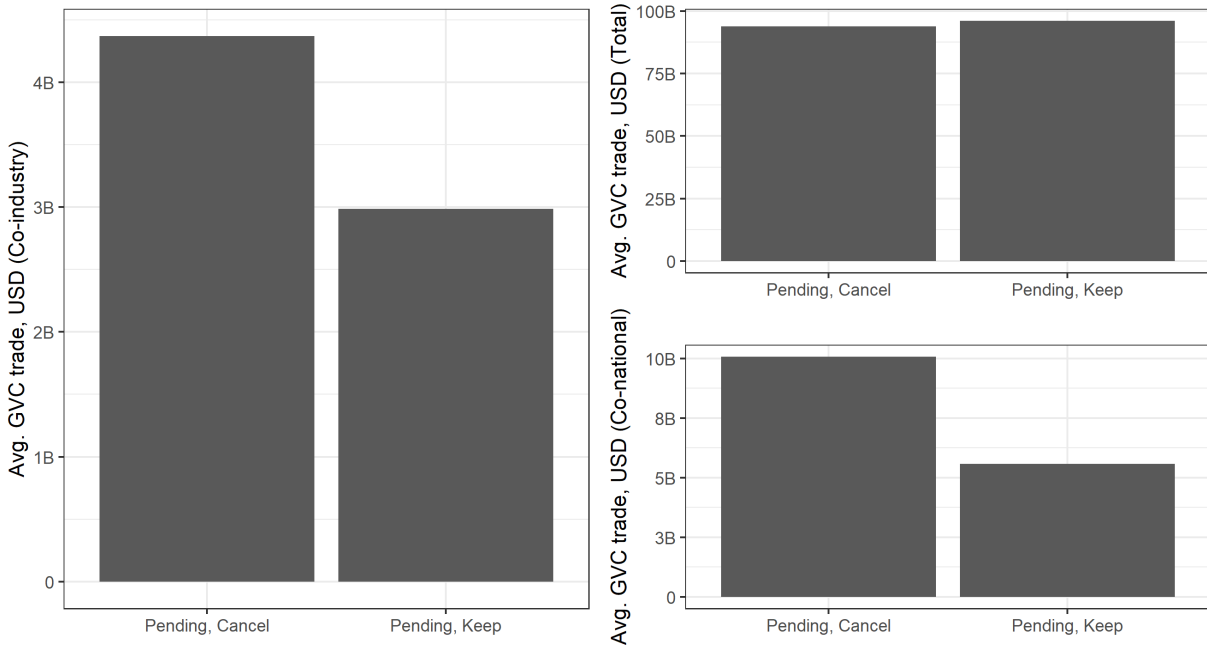 Avg. GVC trade, USD (Co-industry)
4B
3B
2B
1B
0
Pending, Cancel
Pending, Keep
Avg. GVC trade, USD (Total)
100B
75B
50B
25B
0
Pending, Cancel
Pending, Keep
Avg. GVC trade, USD (Co-national)
10B
8B
5B
3B
0
Pending, Cancel
Pending, Keep